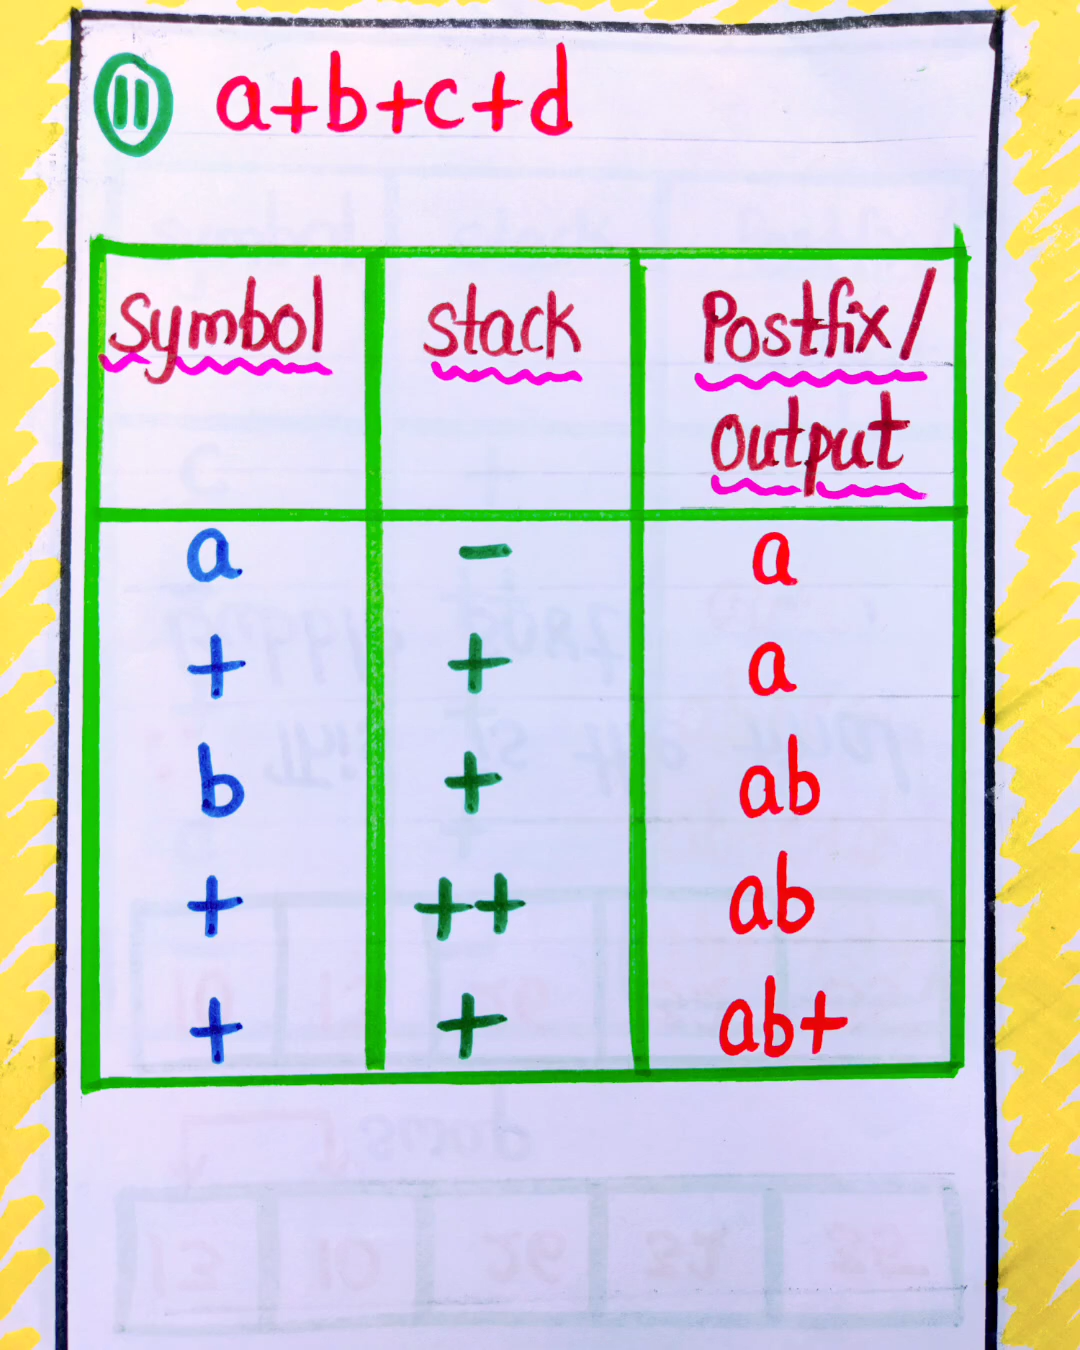 11 a+b+c+d
Symbol stack Postfix/
output
a - a
+ + a
b + ab
+ ++ ab
+ + ab+